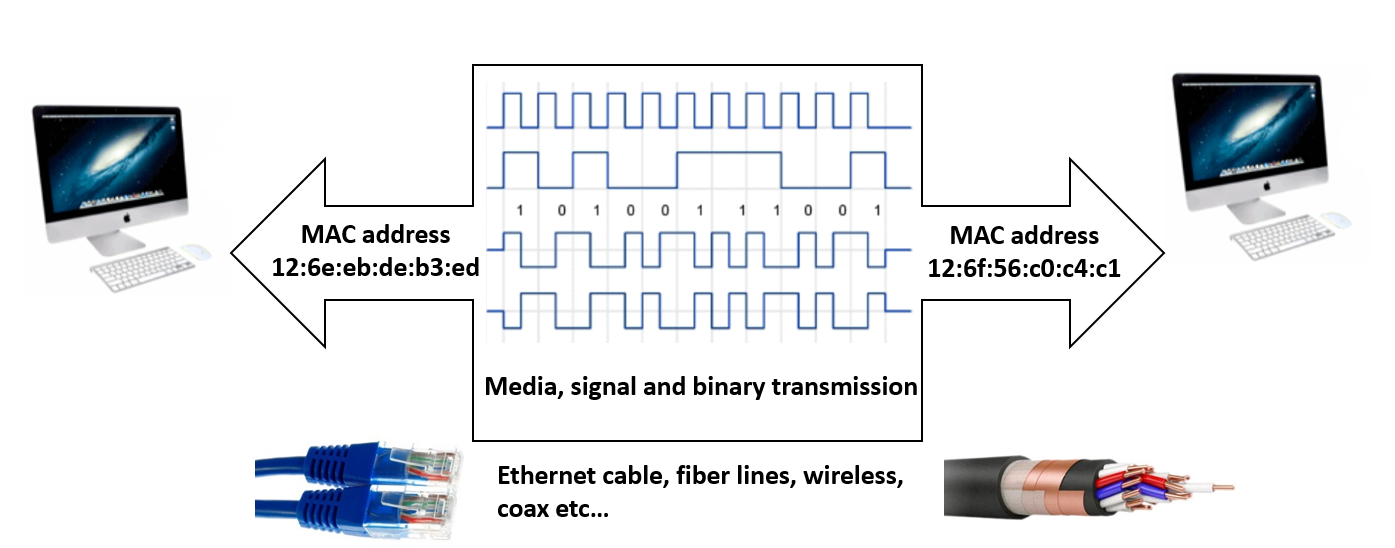 1 0 1 0 0 1 1 1 0 0 1
MAC address
12:6e:eb:de:b3:ed
MAC address
12:6f:56:c0:c4:c1
Media, signal and binary transmission
Ethernet cable, fiber lines, wireless,
coax etc...